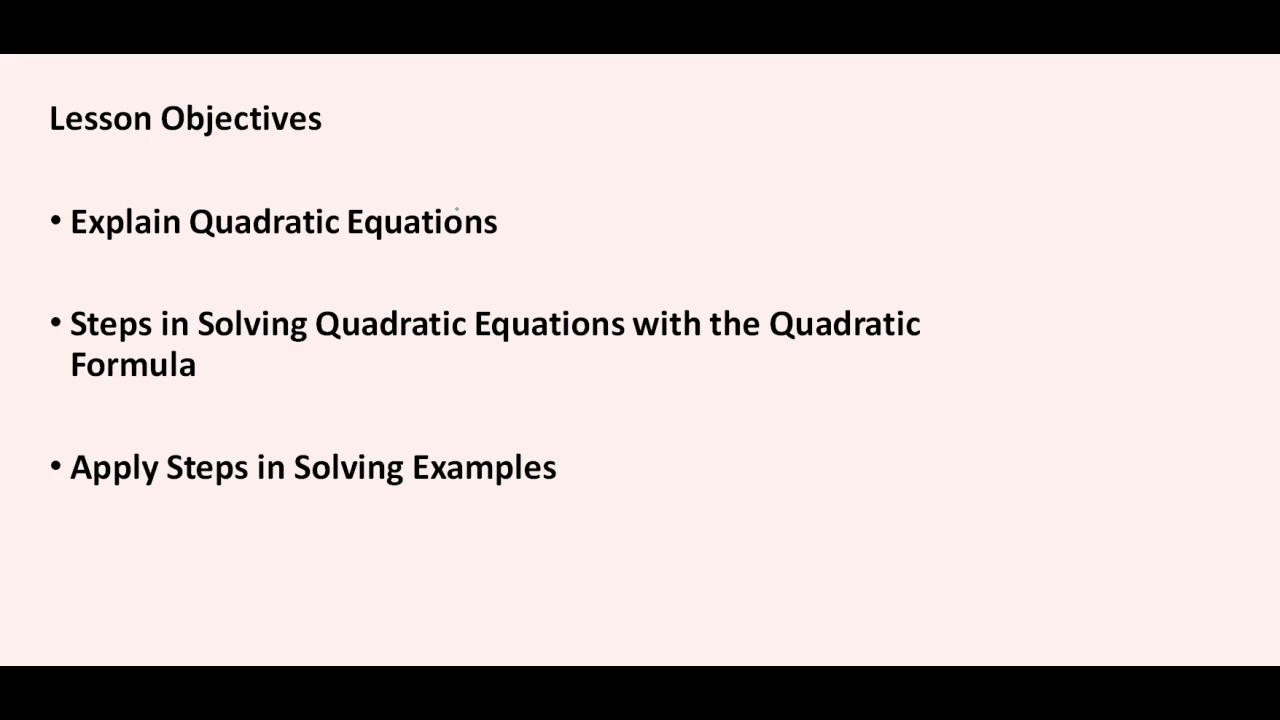 Lesson Objectives
• Explain Quadratic Equations
• Steps in Solving Quadratic Equations with the Quadratic
Formula
• Apply Steps in Solving Examples